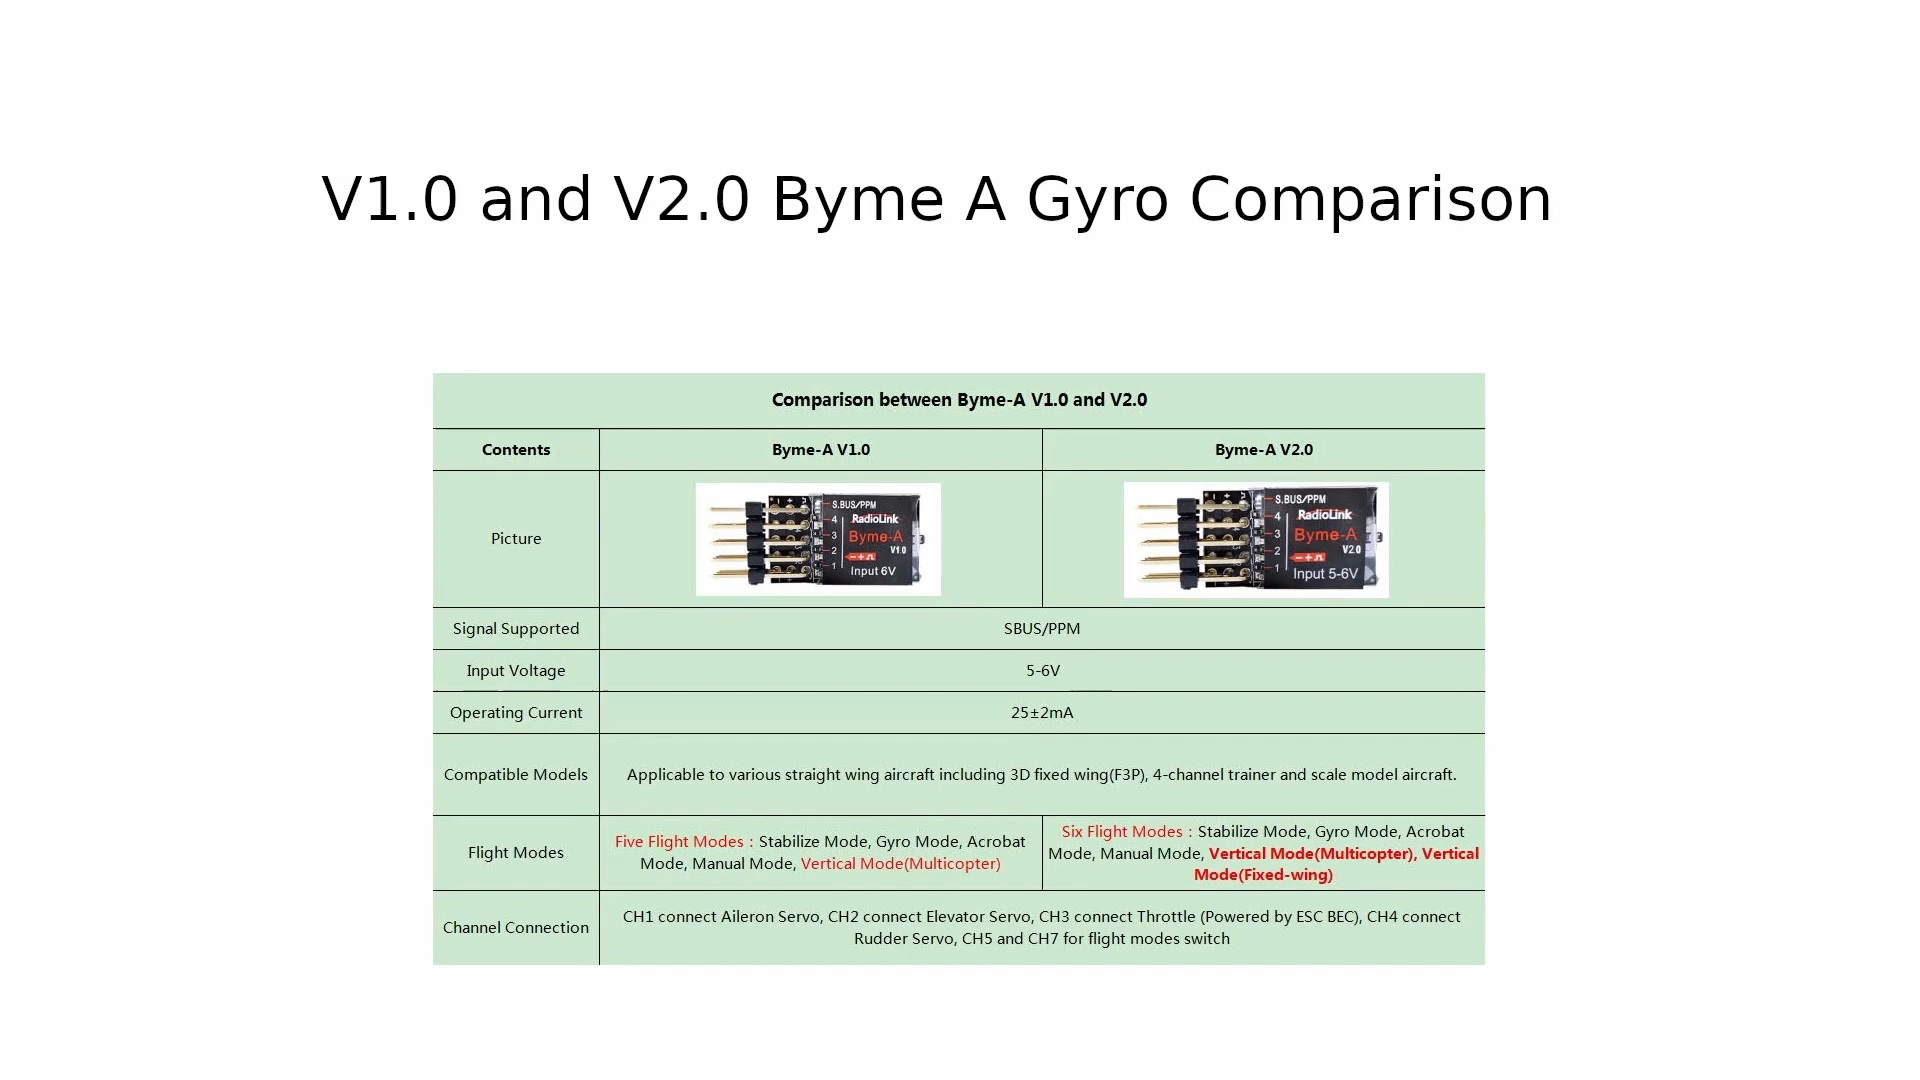 V1.0 and V2.0 Byme A Gyro Comparison
Comparison between Byme-A V1.0 and V2.0
Contents
Byme-A V1.0
Byme-A V2.0
Picture
S.BUS/PPM
4
RadioLink
3
Byme-A
2
V1.0
1
Input 6V
S.BUS/PPM
4
RadioLink
3
Byme-A
2
V2.0
1
Input 5-6V
Signal Supported
SBUS/PPM
Input Voltage
5-6V
Operating Current
25±2mA
Compatible Models
Applicable to various straight wing aircraft including 3D fixed wing(F3P), 4-channel trainer and scale model aircraft.
Flight Modes
Five Flight Modes：Stabilize Mode, Gyro Mode, Acrobat
Mode, Manual Mode, Vertical Mode(Multicopter)
Six Flight Modes：Stabilize Mode, Gyro Mode, Acrobat
Mode, Manual Mode, Vertical Mode(Multicopter), Vertical
Mode(Fixed-wing)
Channel Connection
CH1 connect Aileron Servo, CH2 connect Elevator Servo, CH3 connect Throttle (Powered by ESC BEC), CH4 connect
Rudder Servo, CH5 and CH7 for flight modes switch